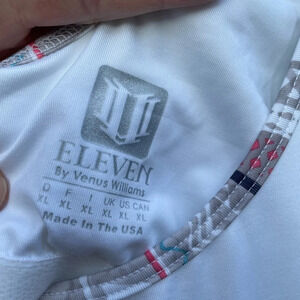 ELEVEN
By Venus Williams
D F I UK US CAN
XL XL XL XL XL XL
Made In The USA